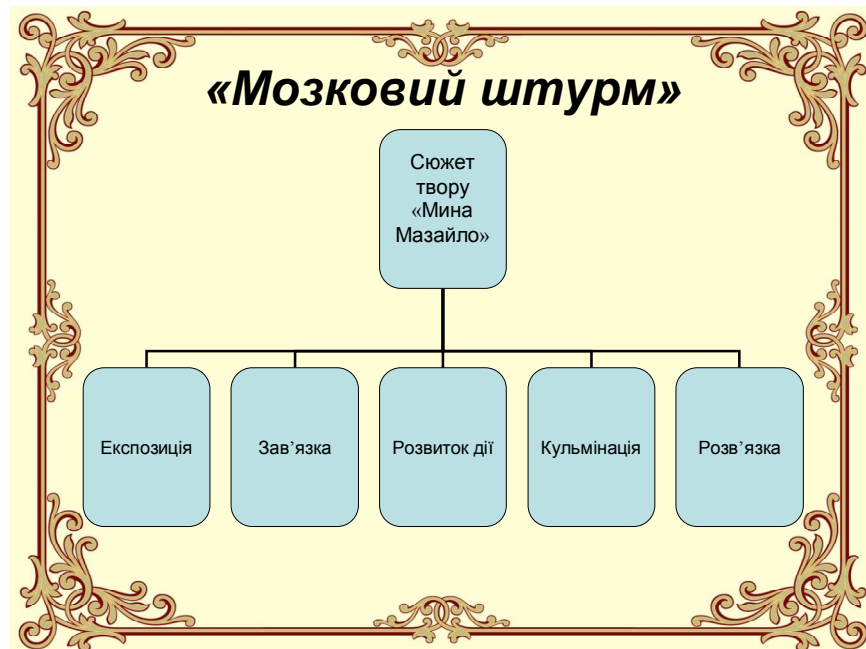 «Мозковий штурм»
Сюжет
твору
«Мина
Мазайло»
Експозиція
Зав’язка
Розвиток дії
Кульмінація
Розв’язка